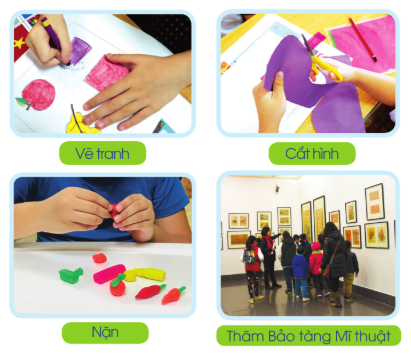 Vẽ tranh
Cắt hình
Nặn
Thăm Bảo tàng Mĩ thuật